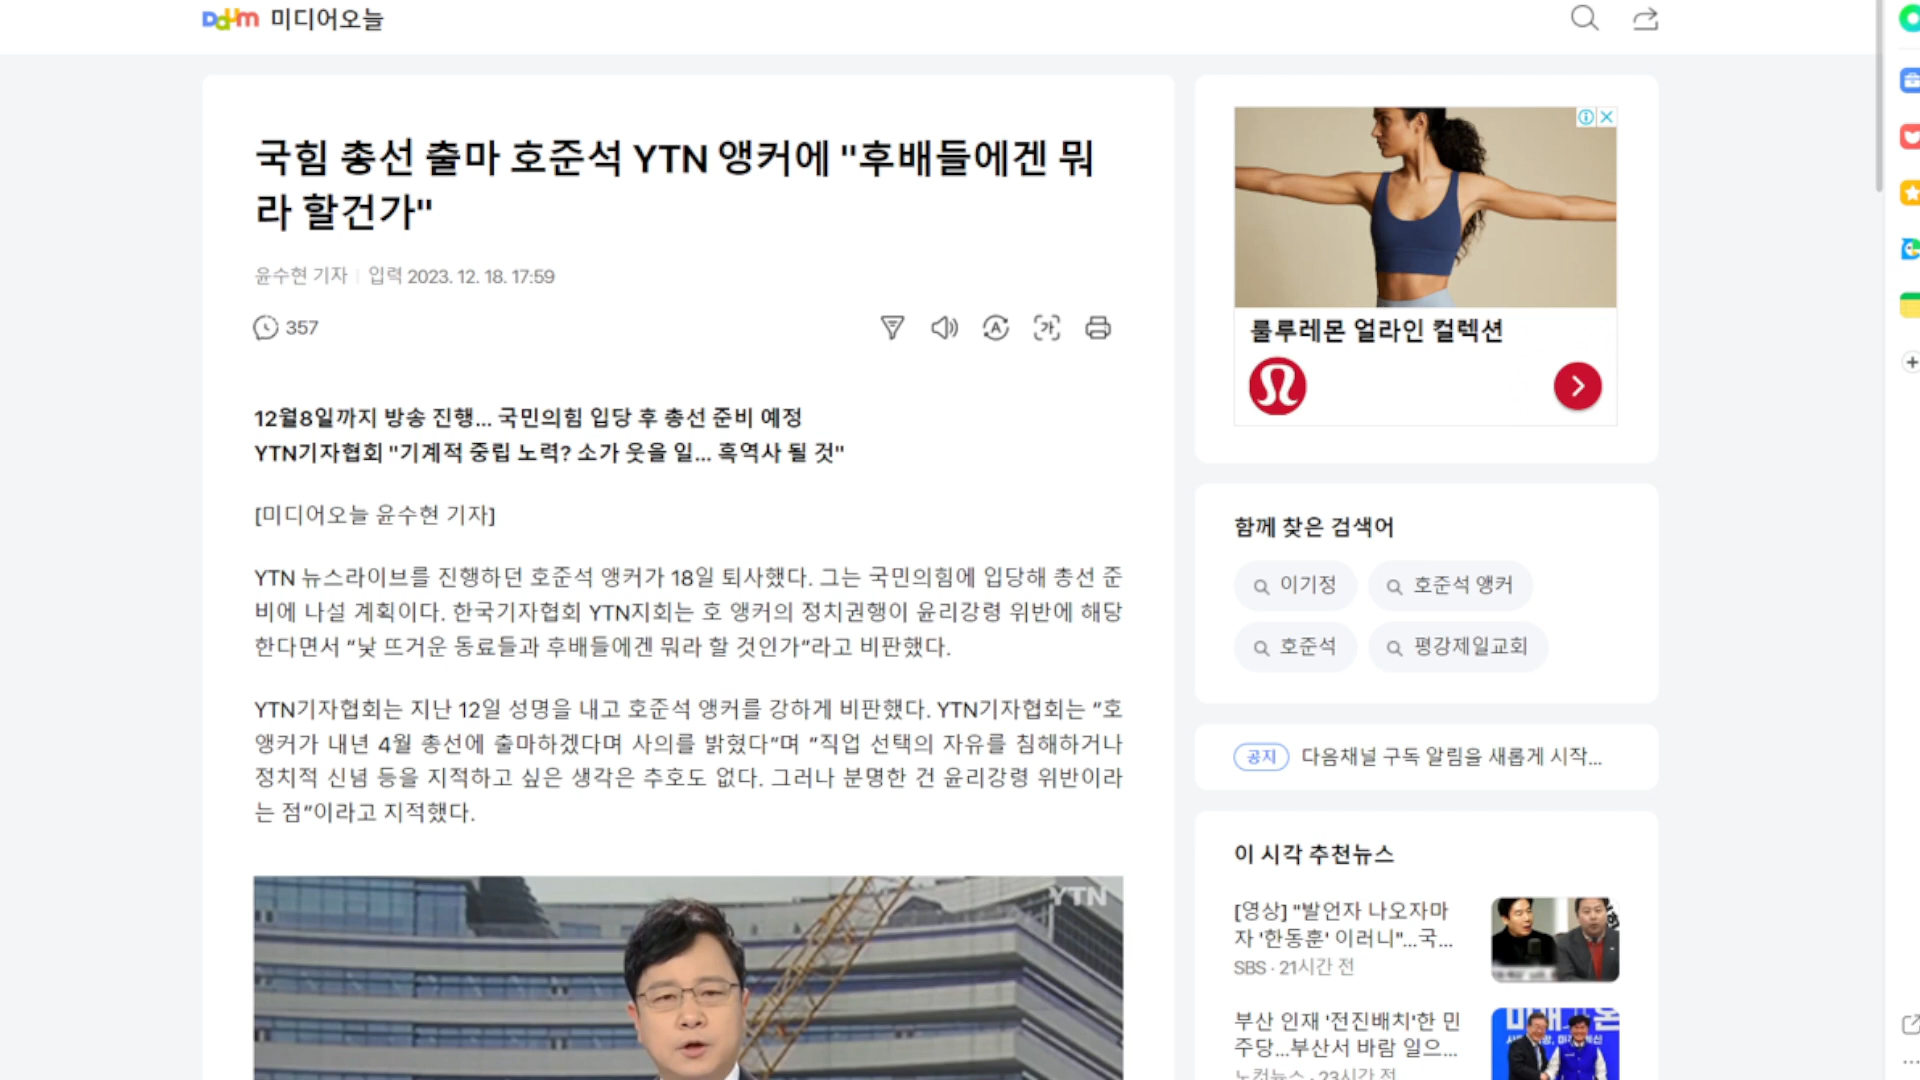 Daum 미디어오늘
국힘 총선 출마 호준석 YTN 앵커에 "후배들에겐 뭐
라 할건가"
윤수현 기자 입력 2023. 12. 18. 17:59
357
12월8일까지 방송 진행... 국민의힘 입당 후 총선 준비 예정
YTN기자협회 "기계적 중립 노력? 소가 웃을 일... 흑역사 될 것"
[미디어오늘 윤수현 기자]
YTN 뉴스라이브를 진행하던 호준석 앵커가 18일 퇴사했다. 그는 국민의힘에 입당해 총선 준
비에 나설 계획이다. 한국기자협회 YTN지회는 호 앵커의 정치권행이 윤리강령 위반에 해당
한다면서 “낯 뜨거운 동료들과 후배들에겐 뭐라 할 것인가”라고 비판했다.
YTN기자협회는 지난 12일 성명을 내고 호준석 앵커를 강하게 비판했다. YTN기자협회는 “호
앵커가 내년 4월 총선에 출마하겠다며 사의를 밝혔다”며 “직업 선택의 자유를 침해하거나
정치적 신념 등을 지적하고 싶은 생각은 추호도 없다. 그러나 분명한 건 윤리강령 위반이라
는 점”이라고 지적했다.
YTN
룰루레몬 얼라인 컬렉션
함께 찾은 검색어
이기정
호준석 앵커
호준석
평강제일교회
공지 다음채널 구독 알림을 새롭게 시작...
이 시각 추천뉴스
[영상] "발언자 나오자마
자 '한동훈' 이러니"...국...
SBS · 21시간 전
부산 인재 '전진배치'한 민
주당...부산서 바람 일으...
노컷뉴스 · 23시간 전